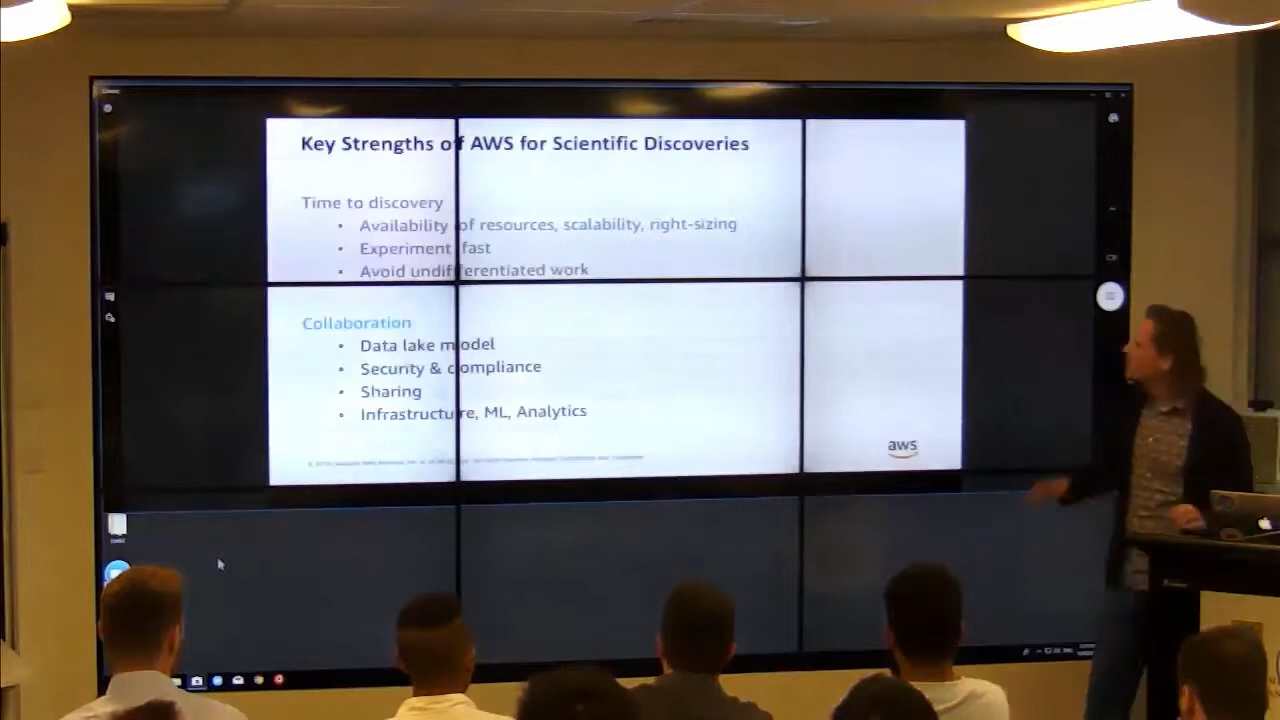 Key Strengths of AWS for Scientific Discoveries
Time to discovery
• Availability of resources, scalability, right-sizing
• Experiment fast
• Avoid undifferentiated work
Collaboration
• Data lake model
• Security & compliance
• Sharing
• Infrastructure, ML, Analytics
aws